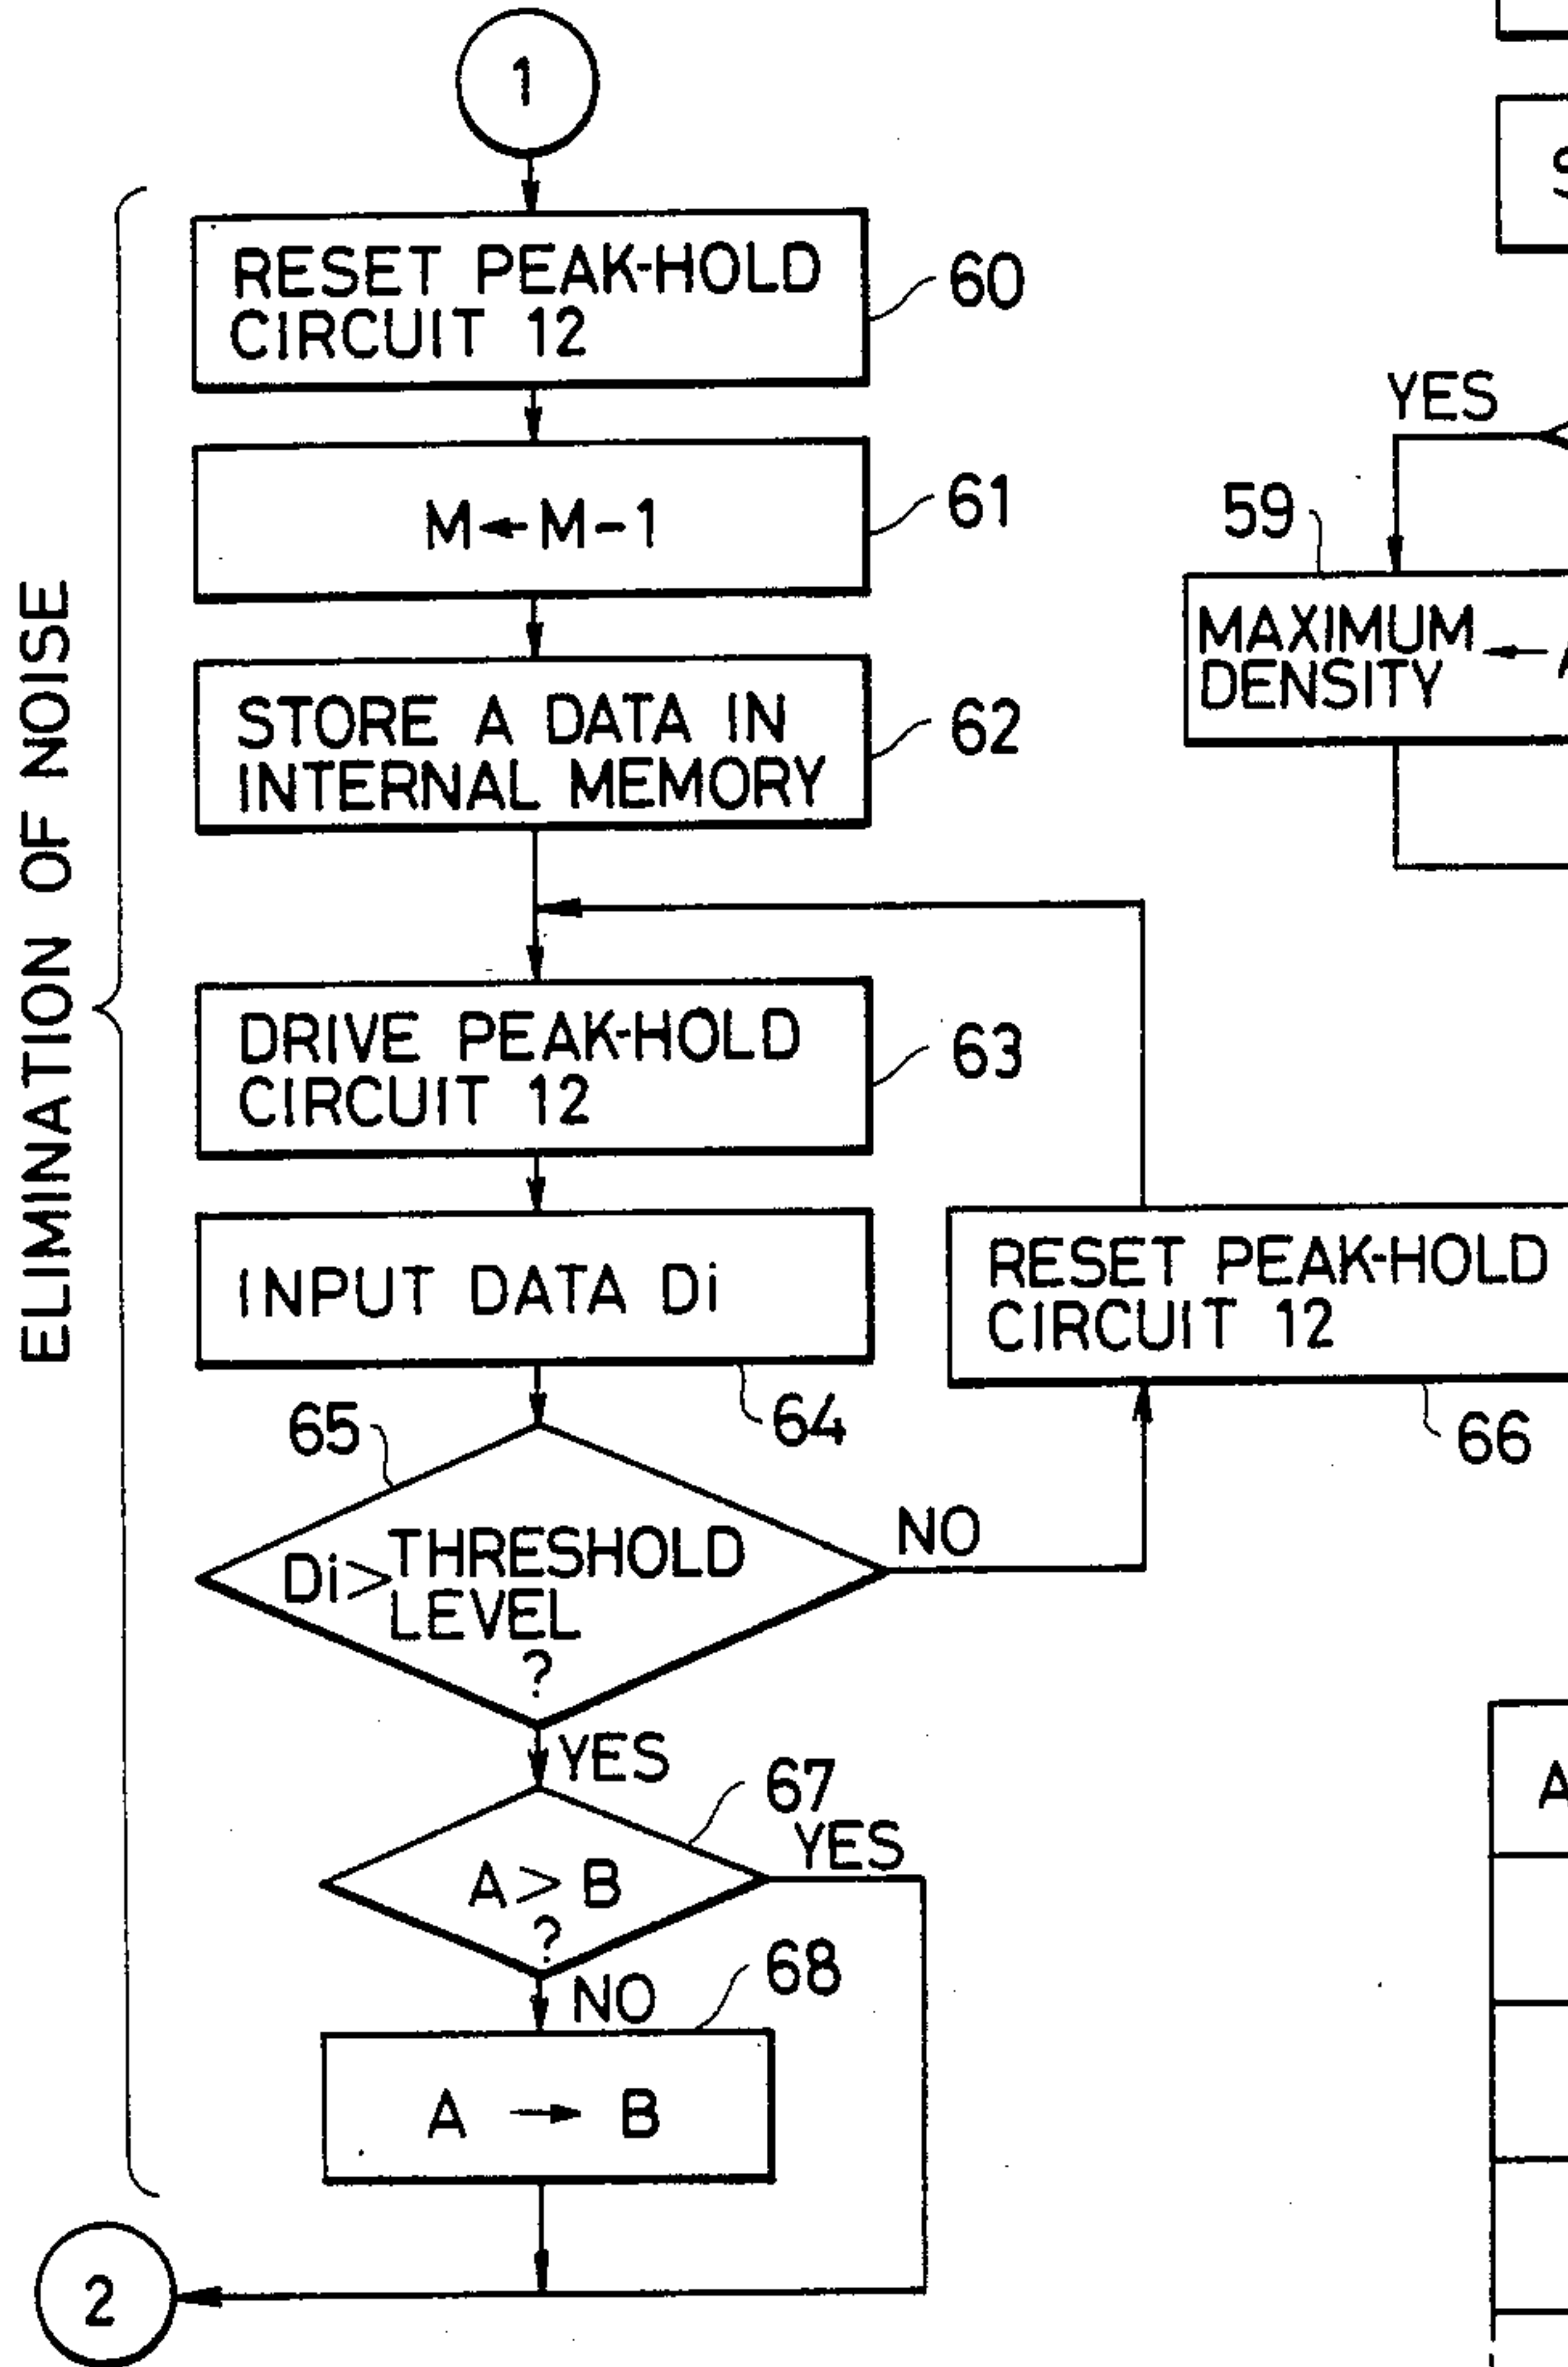 1
RESET PEAK-HOLD
CIRCUIT 12
60
M←M-1
61
STORE A DATA IN
INTERNAL MEMORY
62
DRIVE PEAK-HOLD
CIRCUIT 12
63
INPUT DATA Di
64
65
Di>THRESHOLD
LEVEL
?
NO
YES
RESET PEAK-HOLD
CIRCUIT 12
66
67
A>B
?
YES
NO
68
A → B
2
ELIMINATION OF NOISE
YES
59
MAXIMUM
DENSITY
←
A